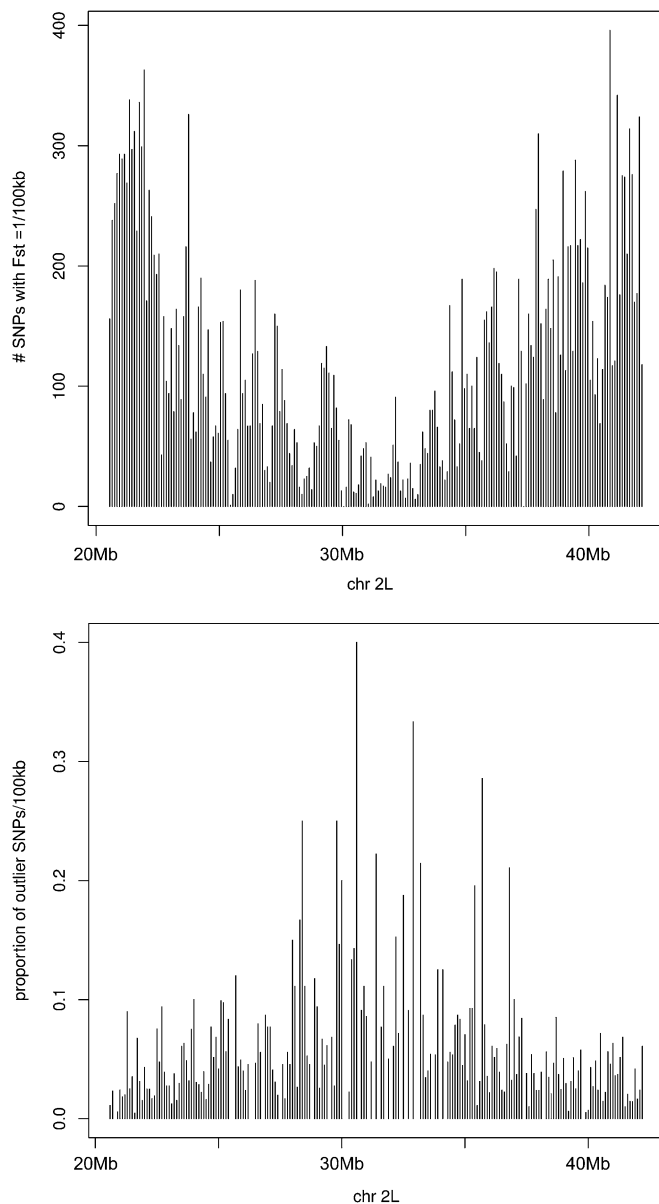 400
300
200
100
0
# SNPs with Fst =1/100kb
20Mb 30Mb 40Mb
chr 2L
0.4
0.3
0.2
0.1
0.0
proportion of outlier SNPs/100kb
20Mb 30Mb 40Mb
chr 2L